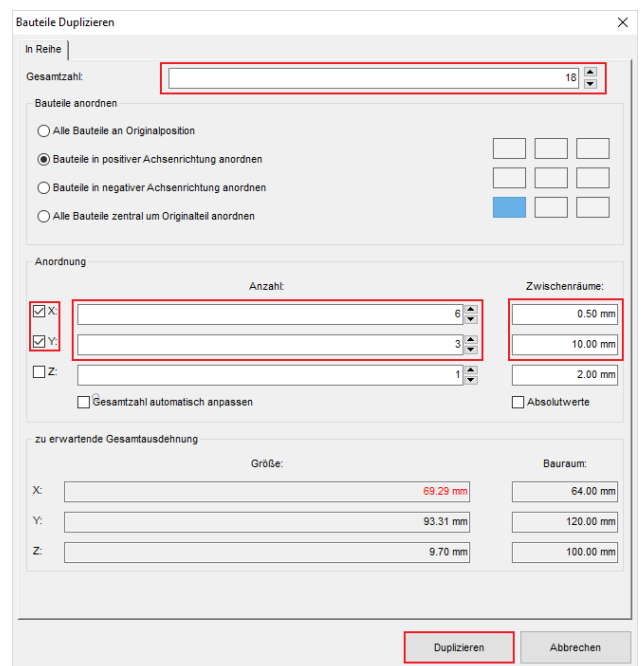 Bauteile Duplizieren
In Reihe
Gesamtzahl: 18
Bauteile anordnen
Alle Bauteile an Originalposition
Bauteile in positiver Achsenrichtung anordnen
Bauteile in negativer Achsenrichtung anordnen
Alle Bauteile zentral um Originalteil anordnen
Anordnung
Anzahl: Zwischenräume:
X: 6 0.50 mm
Y: 3 10.00 mm
Z: 1 2.00 mm
Gesamtzahl automatisch anpassen Absolutwerte
zu erwartende Gesamtausdehnung
Größe: Bauraum:
X: 69.29 mm 64.00 mm
Y: 93.31 mm 120.00 mm
Z: 9.70 mm 100.00 mm
Duplizieren Abbrechen